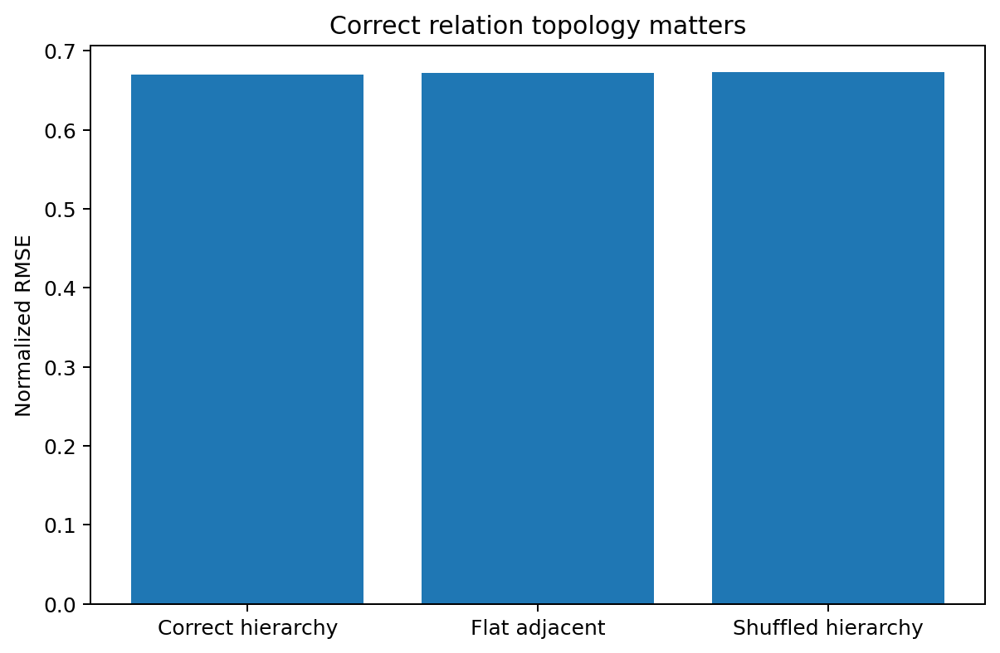 Correct relation topology matters
Normalized RMSE
0.7
0.6
0.5
0.4
0.3
0.2
0.1
0.0
Correct hierarchy
Flat adjacent
Shuffled hierarchy